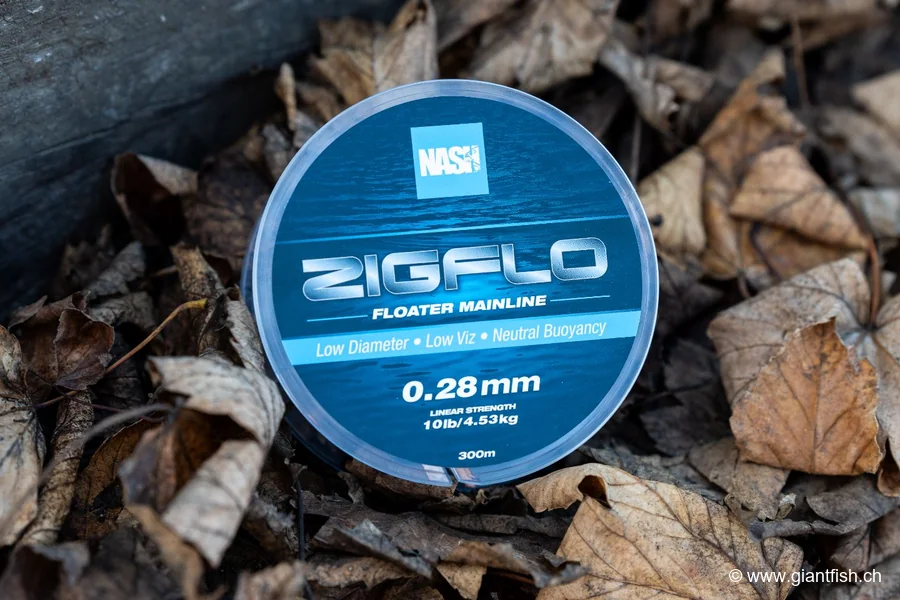 NASH
ZIGFLO
FLOATER MAINLINE
Low Diameter • Low Viz • Neutral Buoyancy
0.28mm
LINEAR STRENGTH
10lb/4.53kg
300m
© www.giantfish.ch